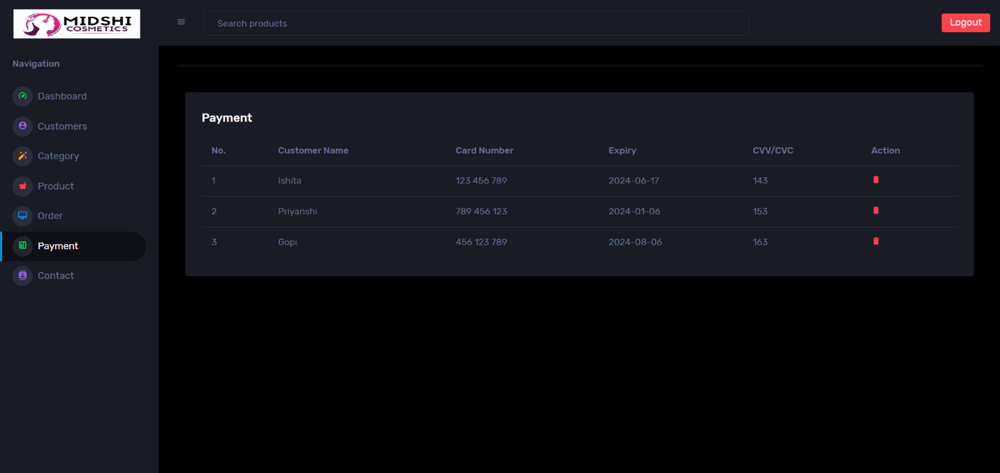 MIDSHI
COSMETICS
Search products
Logout
Navigation
Dashboard
Customers
Category
Product
Order
Payment
Contact
Payment
No. Customer Name Card Number Expiry CVV/CVC Action
1 Ishita 123 456 789 2024-06-17 143
2 Priyanshi 789 456 123 2024-01-06 153
3 Gopi 456 123 789 2024-08-06 163